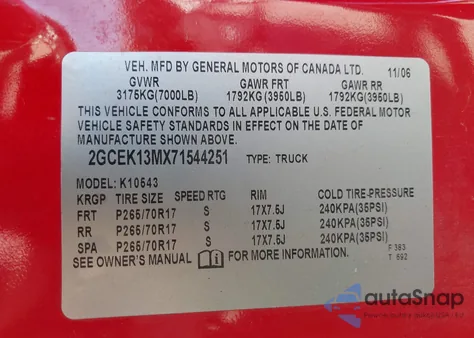 VEH. MFD BY GENERAL MOTORS OF CANADA LTD. 11/06
GVWR GAWR FRT GAWR RR
3175KG(7000LB) 1792KG(3950LB) 1792KG(3950LB)
THIS VEHICLE CONFORMS TO ALL APPLICABLE U.S. FEDERAL MOTOR
VEHICLE SAFETY STANDARDS IN EFFECT ON THE DATE OF
MANUFACTURE SHOWN ABOVE.
2GCEK13MX71544251 TYPE: TRUCK
MODEL: K10543
KRGP TIRE SIZE SPEED RTG RIM COLD TIRE PRESSURE
FRT P265/70R17 S 17X7.5J 240KPA(35PSI)
RR P265/70R17 S 17X7.5J 240KPA(35PSI)
SPA P265/70R17 S 17X7.5J 240KPA(35PSI)
SEE OWNER'S MANUAL FOR MORE INFORMATION
F 383
T 692
autoSnap